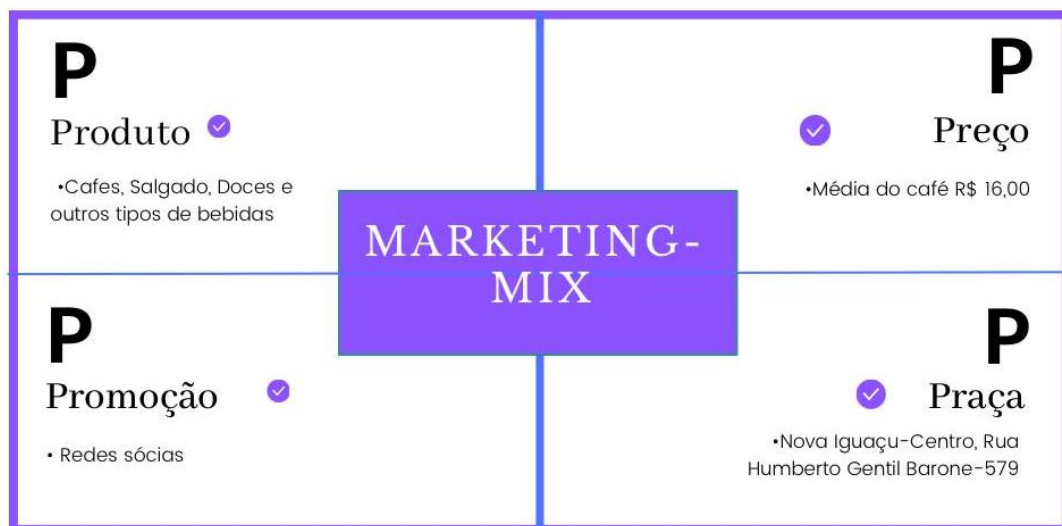 P
Produto
•Cafes, Salgado, Doces e
outros tipos de bebidas
P
Preço
•Média do café R$ 16,00
MARKETING-
MIX
P
Promoção
• Redes sócias
P
Praça
•Nova Iguaçu-Centro, Rua
Humberto Gentil Barone-579